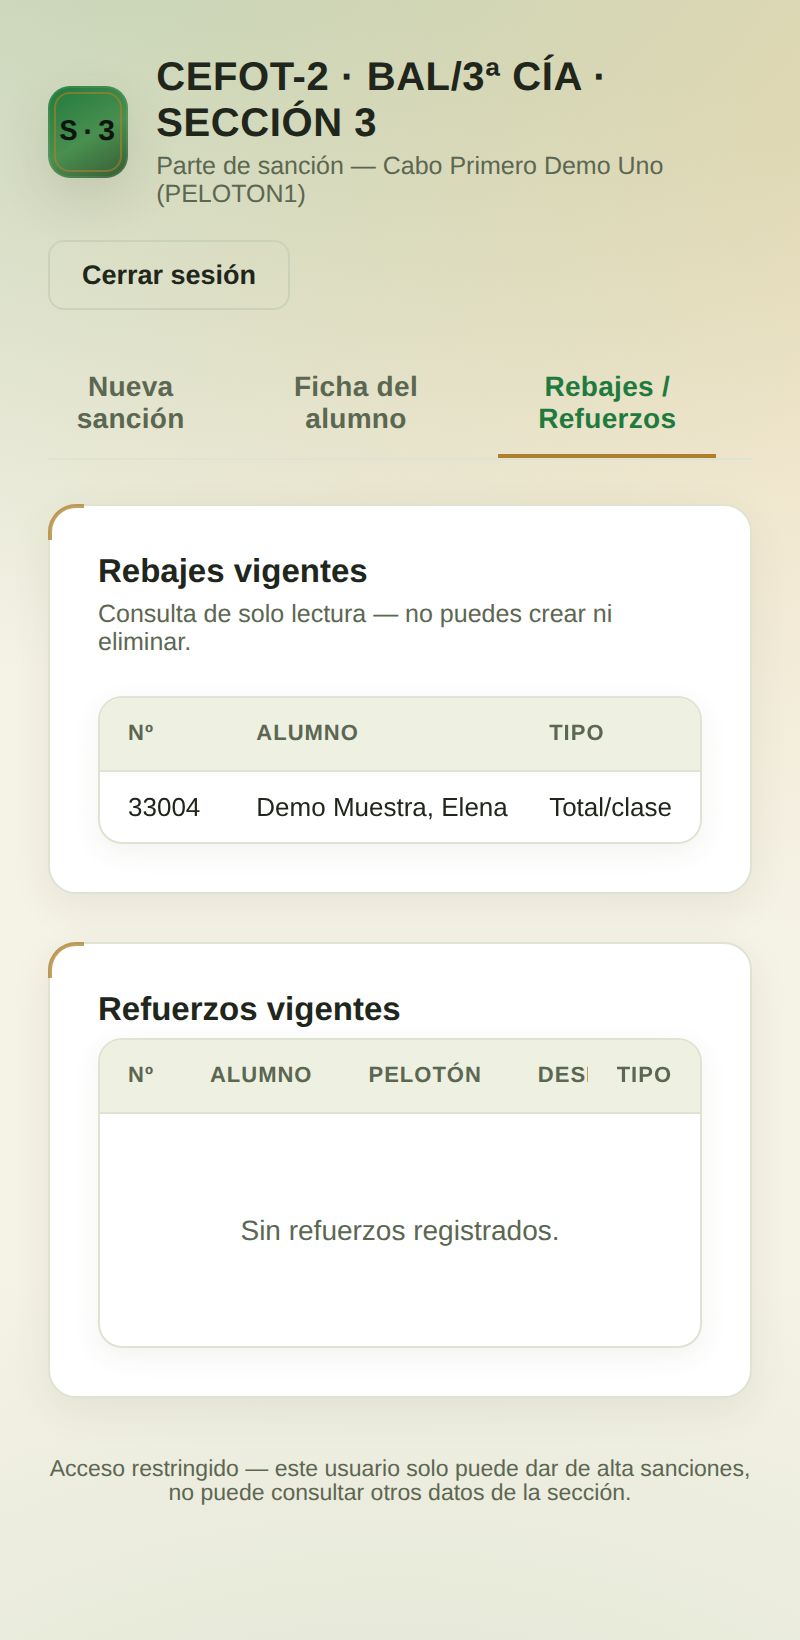 S·3
CEFOT-2 · BAL/3ª CÍA ·
SECCIÓN 3
Parte de sanción — Cabo Primero Demo Uno
(PELOTON1)
Cerrar sesión
Nueva
sanción
Ficha del
alumno
Rebajes /
Refuerzos
Rebajes vigentes
Consulta de solo lectura — no puedes crear ni
eliminar.
Nº ALUMNO TIPO
33004 Demo Muestra, Elena Total/clase
Refuerzos vigentes
Nº ALUMNO PELOTÓN TIPO
Sin refuerzos registrados.
Acceso restringido — este usuario solo puede dar de alta sanciones,
no puede consultar otros datos de la sección.